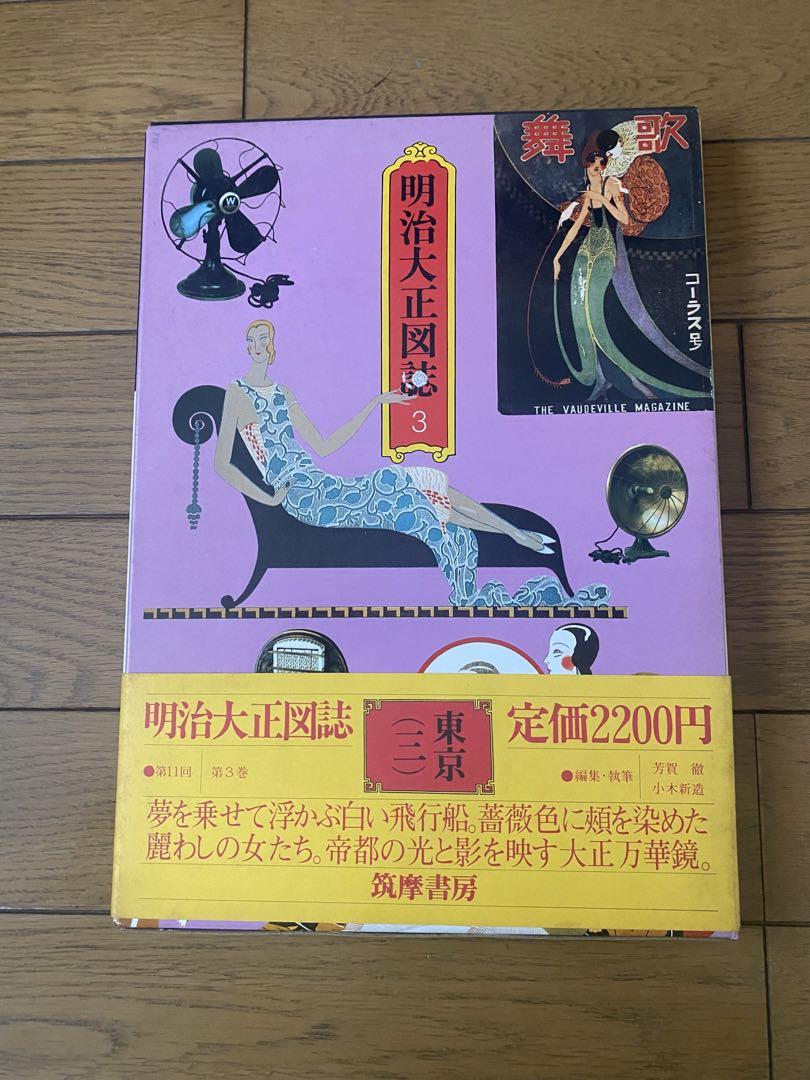 舞歌
コーラス号
THE VAUDEVILLE MAGAZINE
W
明治大正図誌
3
明治大正図誌
東京
(三)
定価2200円
●第11回
第3巻
●編集·執筆
芳賀 徹
小木新造
夢を乗せて浮かぶ白い飛行船。薔薇色に頰を染めた
麗わしの女たち。帝都の光と影を映す大正万華鏡。
筑摩書房